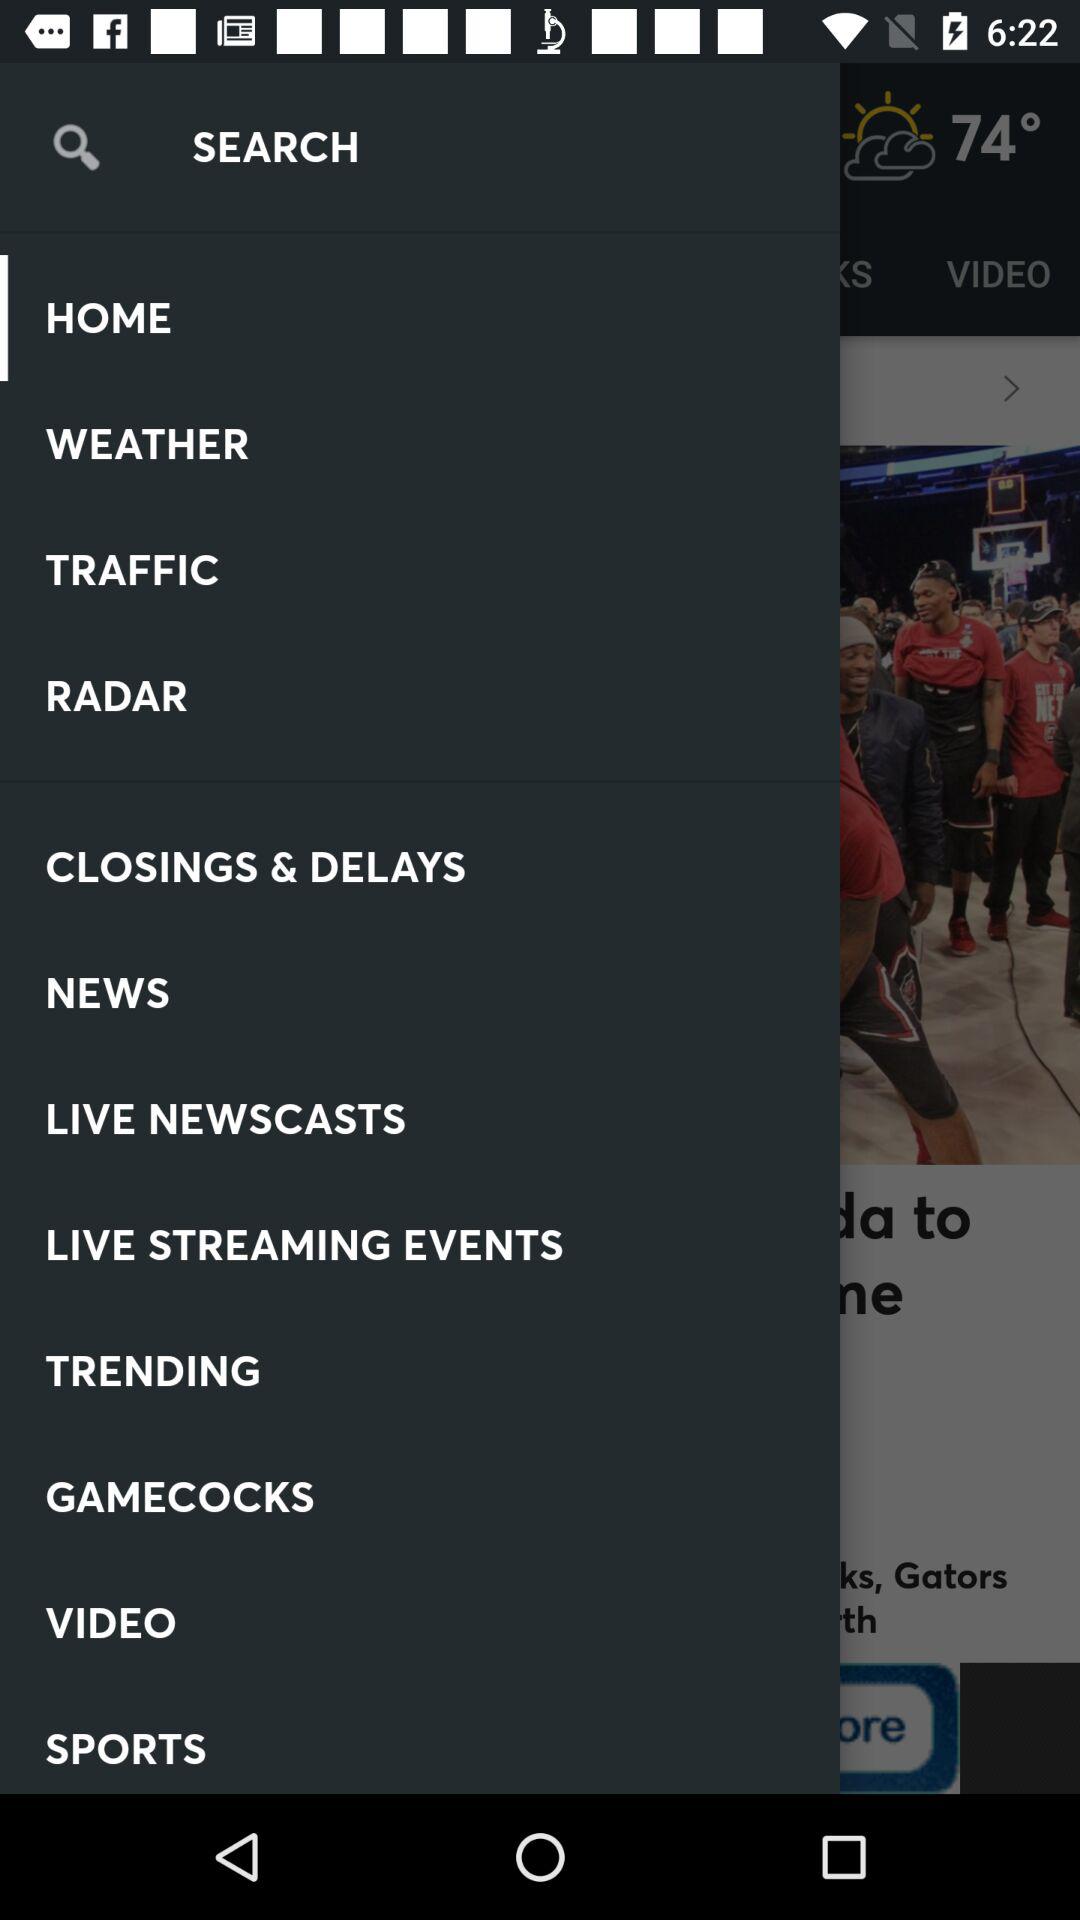 6:22
SEARCH
74°
KS VIDEO
HOME
WEATHER
TRAFFIC
RADAR
CLOSINGS & DELAYS
NEWS
LIVE NEWSCASTS
da to
LIVE STREAMING EVENTS
me
TRENDING
GAMECOCKS
ks, Gators
VIDEO
rth
ore
SPORTS